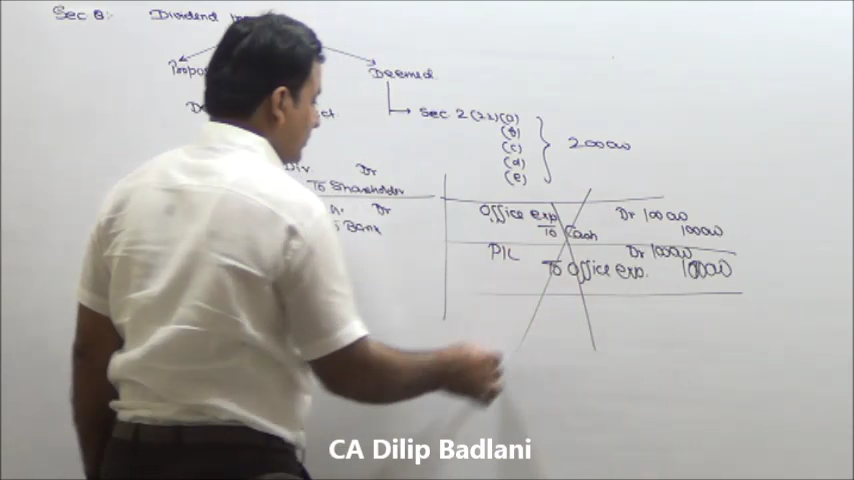 Sec 8:- Dividend
Deemed
Sec 2(22)(a)
(b)
(c)
(d)
(e)
20000
Div Dr
To Shareholder
Dr
Bank
Office exp Dr 10000
To Cash 10000
P/L Dr 10000
To Office exp. 10000
CA Dilip Badlani